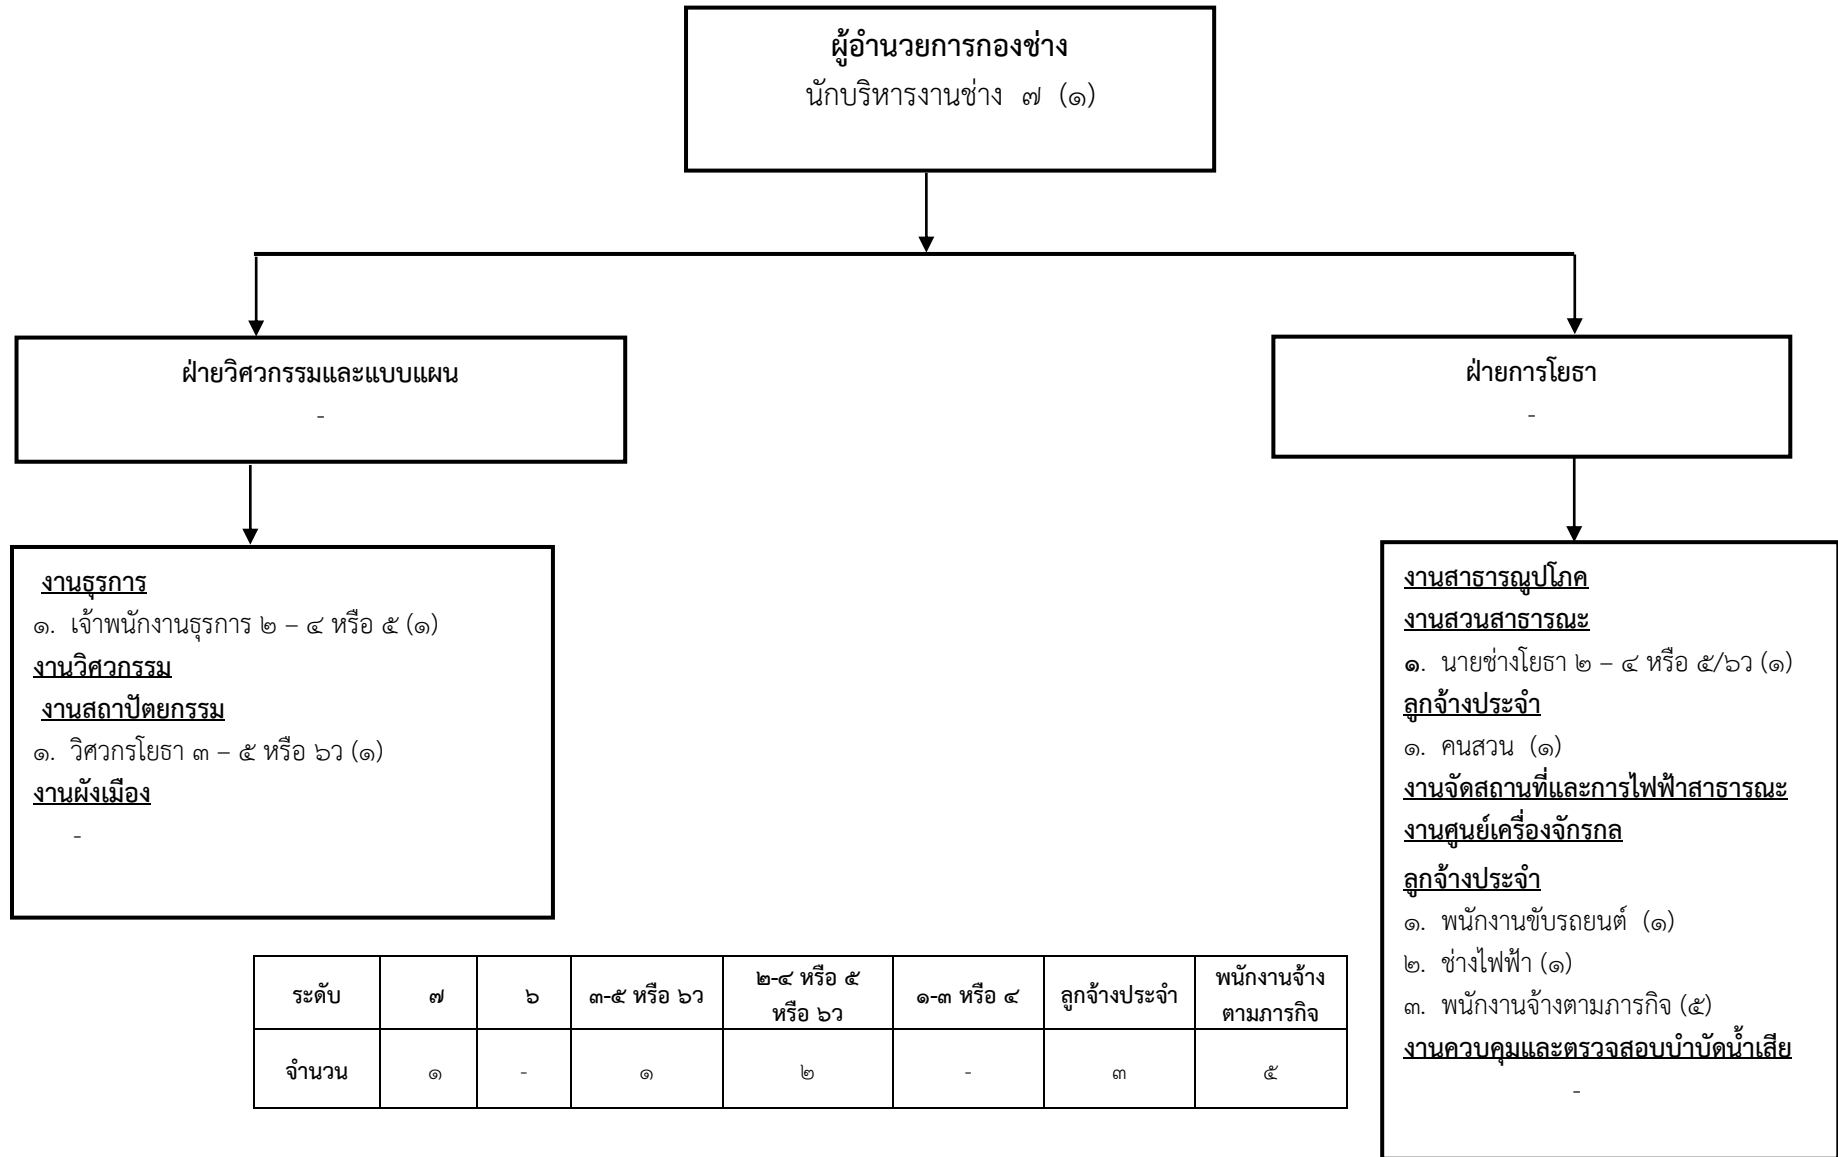 ผู้อำนวยการกองช่าง
นักบริหารงานช่าง ๗ (๑)
ฝ่ายวิศวกรรมและแบบแผน
-
ฝ่ายการโยธา
-
งานธุรการ
๑. เจ้าพนักงานธุรการ ๒ – ๔ หรือ ๕ (๑)
งานวิศวกรรม
งานสถาปัตยกรรม
๑. วิศวกรโยธา ๓ – ๕ หรือ ๖ว (๑)
งานผังเมือง
-
งานสาธารณูปโภค
งานสวนสาธารณะ
๑. นายช่างโยธา ๒ – ๔ หรือ ๕/๖ว (๑)
ลูกจ้างประจำ
๑. คนสวน (๑)
งานจัดสถานที่และการไฟฟ้าสาธารณะ
งานศูนย์เครื่องจักรกล
ลูกจ้างประจำ
๑. พนักงานขับรถยนต์ (๑)
๒. ช่างไฟฟ้า (๑)
๓. พนักงานจ้างตามภารกิจ (๕)
งานควบคุมและตรวจสอบบำบัดน้ำเสีย
-
ระดับ ๗ ๖ ๓-๕ หรือ ๖ว ๒-๔ หรือ ๕ หรือ ๖ว ๑-๓ หรือ ๔ ลูกจ้างประจำ พนักงานจ้างตามภารกิจ
จำนวน ๑ - ๑ ๒ - ๓ ๕